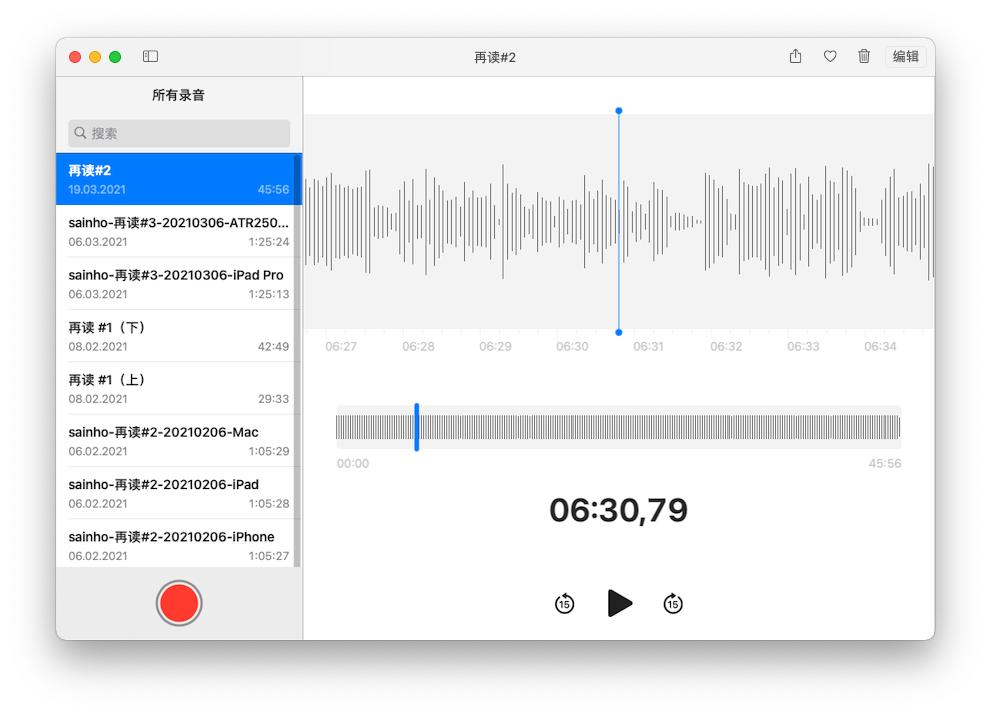 再读#2
编辑
所有录音
搜索
再读#2
19.03.2021 45:56
sainho-再读#3-20210306-ATR250...
06.03.2021 1:25:24
sainho-再读#3-20210306-iPad Pro
06.03.2021 1:25:13
再读 #1（下）
08.02.2021 42:49
再读 #1（上）
08.02.2021 29:33
sainho-再读#2-20210206-Mac
06.02.2021 1:05:29
sainho-再读#2-20210206-iPad
06.02.2021 1:05:28
sainho-再读#2-20210206-iPhone
06.02.2021 1:05:27
06:27 06:28 06:29 06:30 06:31 06:32 06:33 06:34
00:00 45:56
06:30,79
15 15